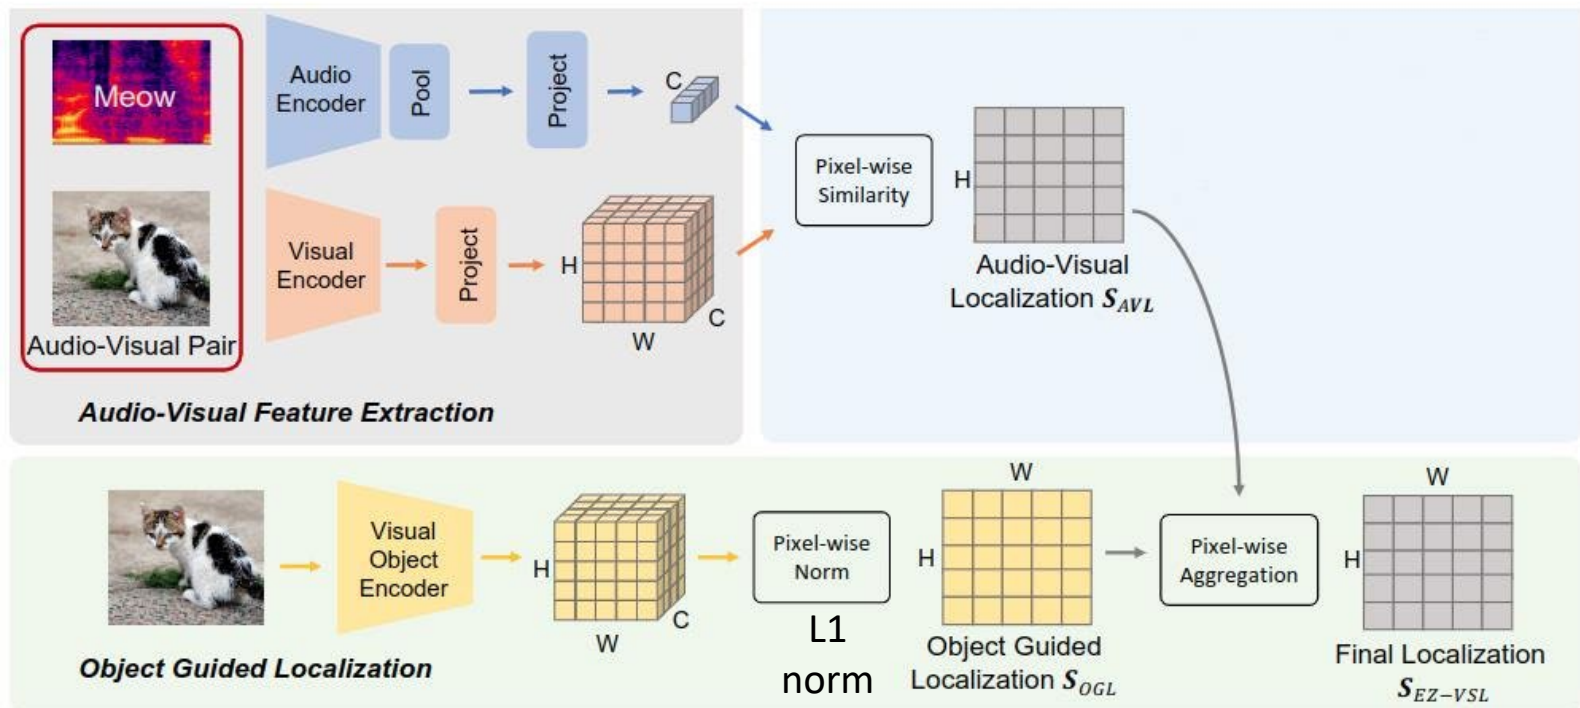 Meow
Audio
Encoder
Pool
Project
C
Visual
Encoder
Project
H
W
C
Audio-Visual Pair
Audio-Visual Feature Extraction
Pixel-wise
Similarity
H
Audio-Visual
Localization S_AVL
Visual
Object
Encoder
H
W
C
Object Guided Localization
Pixel-wise
Norm
L1
norm
W
H
Object Guided
Localization S_OGL
Pixel-wise
Aggregation
W
H
Final Localization
S_EZ−VSL